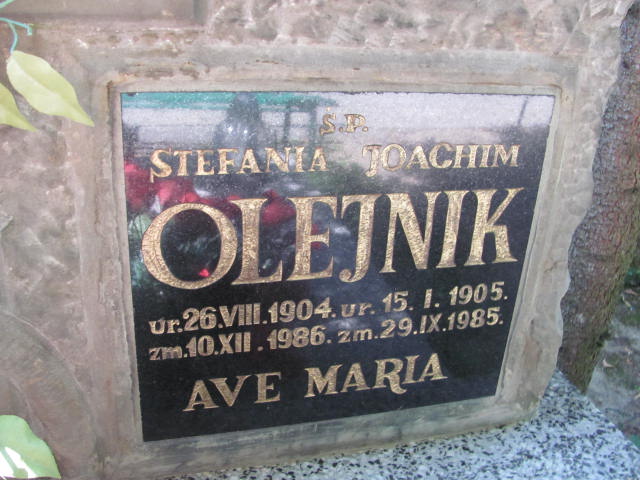 Ś.P.
STEFANIA JOACHIM
OLEJNIK
ur.26.VIII.1904. ur. 15. I. 1905.
zm.10.XII.1986. zm.29.IX.1985.
AVE MARIA